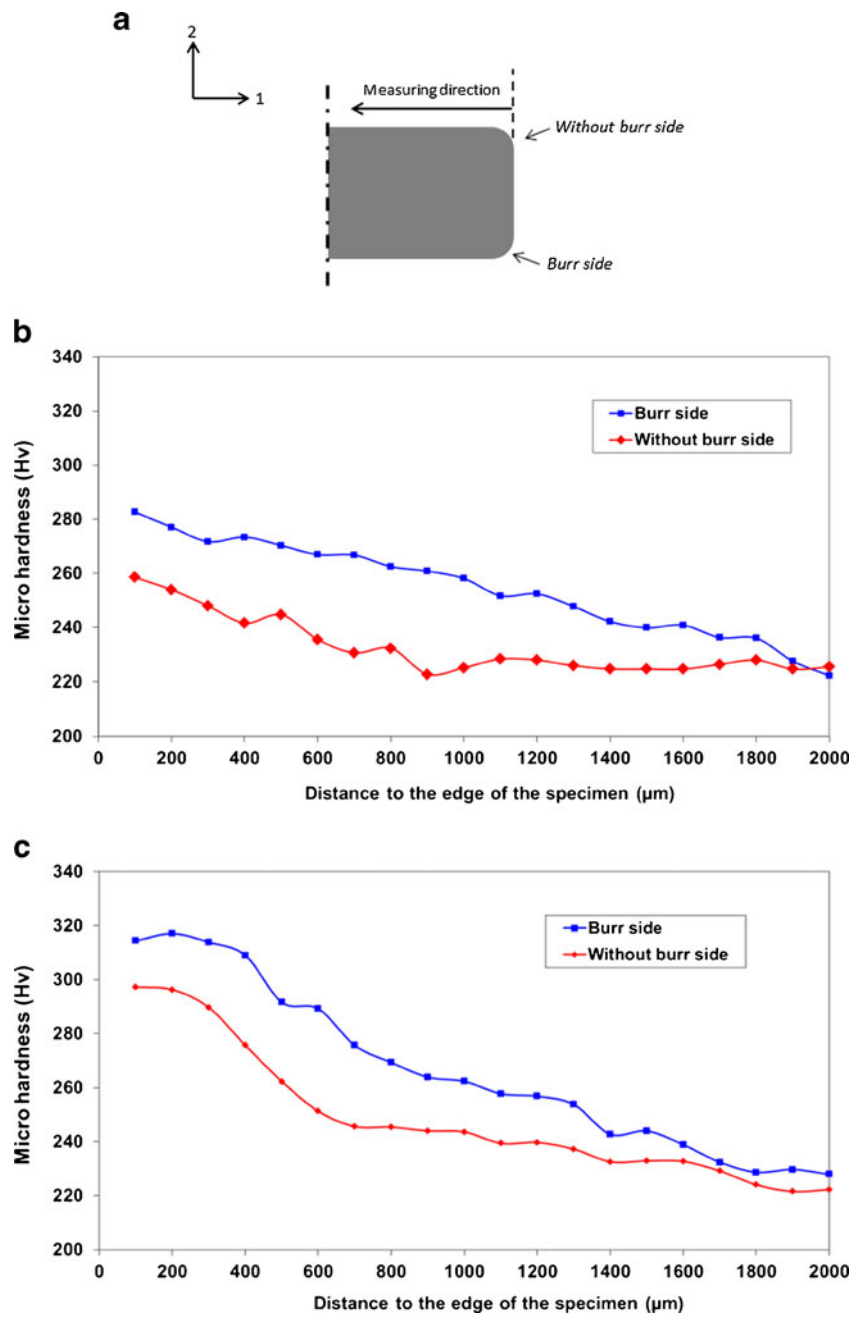 a
2
1
Measuring direction
Without burr side
Burr side
b
340
320
300
280
260
240
220
200
Micro hardness (Hv)
Burr side
Without burr side
0 200 400 600 800 1000 1200 1400 1600 1800 2000
Distance to the edge of the specimen (µm)
c
340
320
300
280
260
240
220
200
Micro hardness (Hv)
Burr side
Without burr side
0 200 400 600 800 1000 1200 1400 1600 1800 2000
Distance to the edge of the specimen (µm)